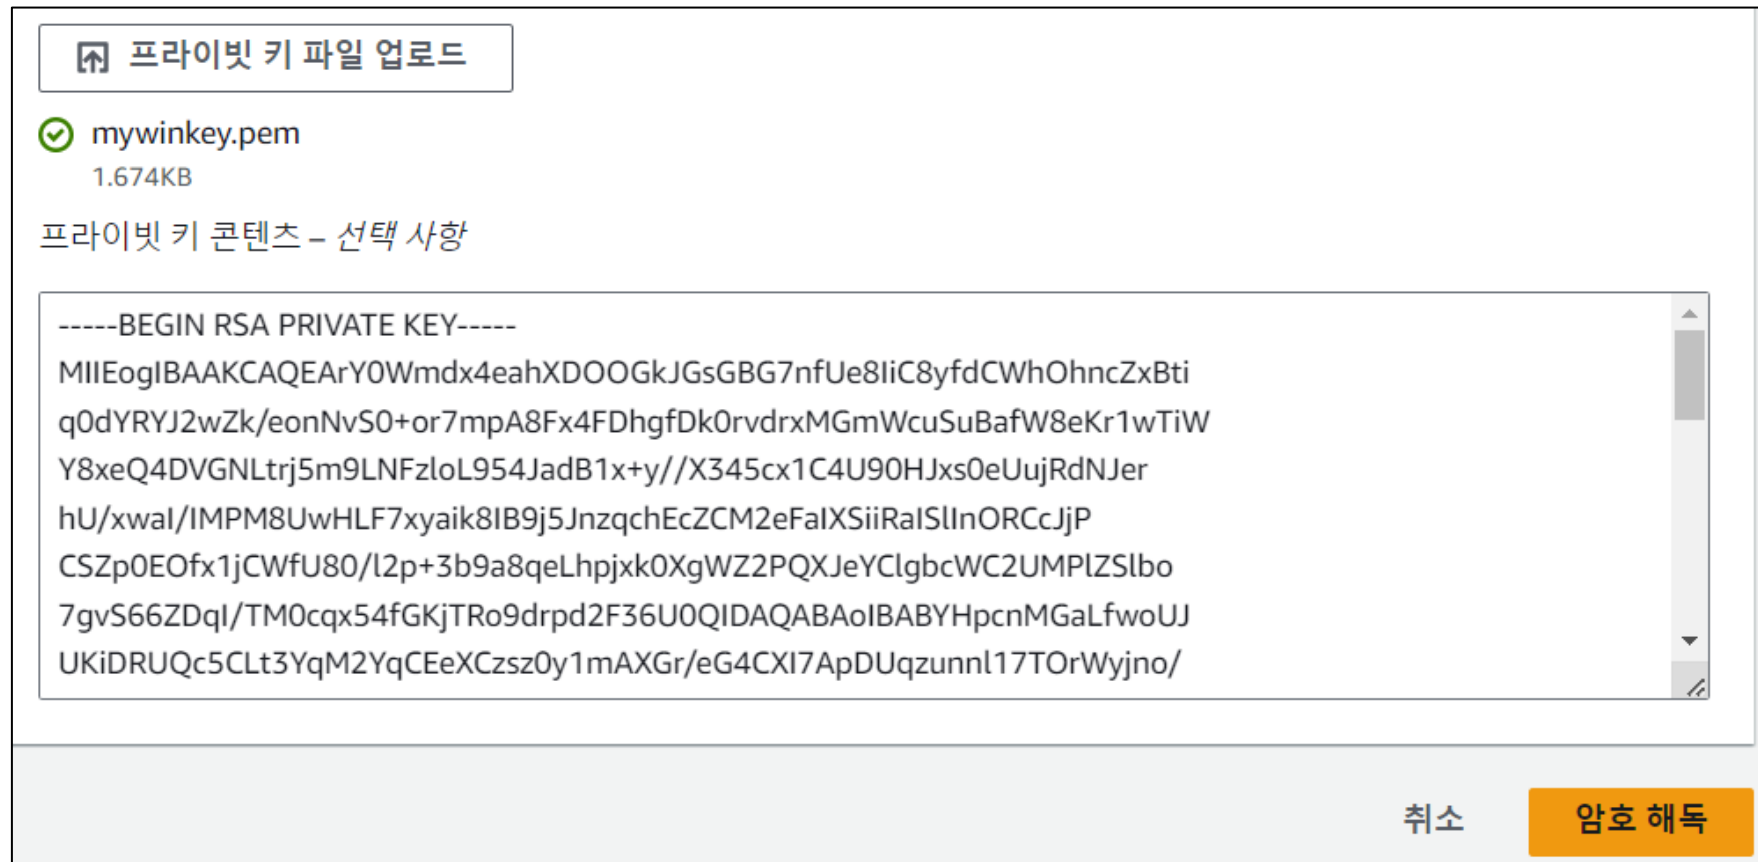 프라이빗 키 파일 업로드
mywinkey.pem
1.674KB
프라이빗 키 콘텐츠 – 선택 사항
-----BEGIN RSA PRIVATE KEY-----
MIIEogIBAAKCAQEArY0Wmdx4eahXDOOGkJGsGBG7nfUe8IiC8yfdCWhOhncZxBti
q0dYRYJ2wZk/eonNvS0+or7mpA8Fx4FDhgfDk0rvdrxMGmWcuSuBafW8eKr1wTiW
Y8xeQ4DVGNLtrj5m9LNFzloL954JadB1x+y//X345cx1C4U90HJxs0eUujRdNJer
hU/xwaI/IMPM8UwHLF7xyaik8IB9j5JnzqchEcZCM2eFaIXSiiRaISlInORCcJjP
CSZp0EOfx1jCWfU80/l2p+3b9a8qeLhpjxk0XgWZ2PQXJeYClgbcWC2UMPlZSlbo
7gvS66ZDqI/TM0cqx54fGKjTRo9drpd2F36U0QIDAQABAoIBABYHpcnMGaLfwoUJ
UKiDRUQc5CLt3YqM2YqCEeXCzsz0y1mAXGr/eG4CXI7ApDUqzunnl17TOrWyjno/
취소
암호 해독